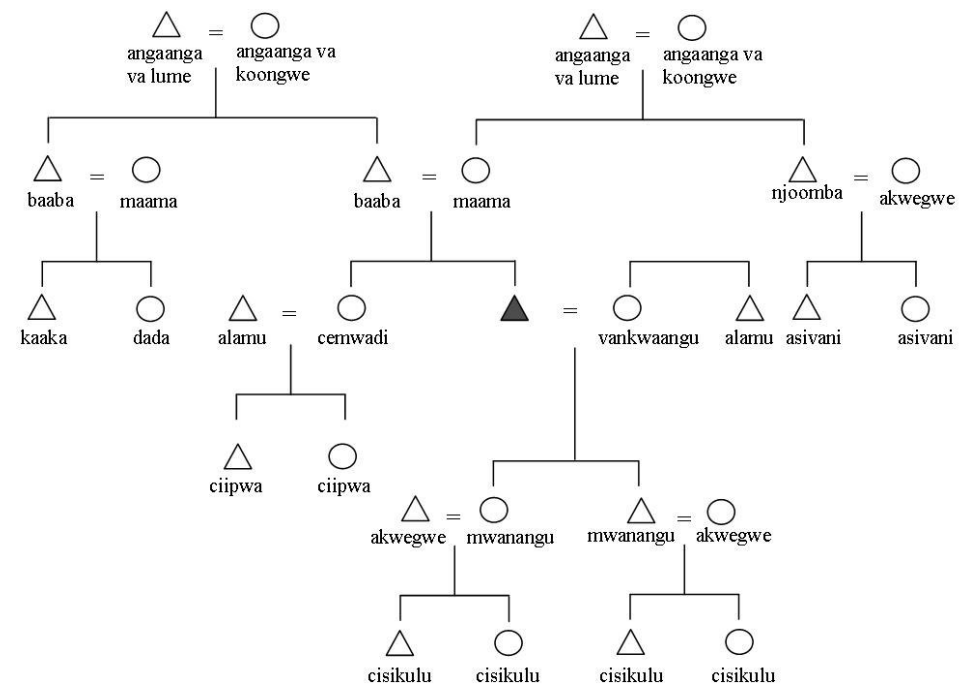 angaanga
va lume
=
angaanga va
koongwe
angaanga
va lume
=
angaanga va
koongwe
baaba
=
maama
baaba
=
maama
njoomba
=
akwegwe
kaaka
dada
alamu
=
cemwadi
=
vankwaangu
alamu
asivani
asivani
ciipwa
ciipwa
akwegwe
=
mwanangu
mwanangu
=
akwegwe
cisikulu
cisikulu
cisikulu
cisikulu